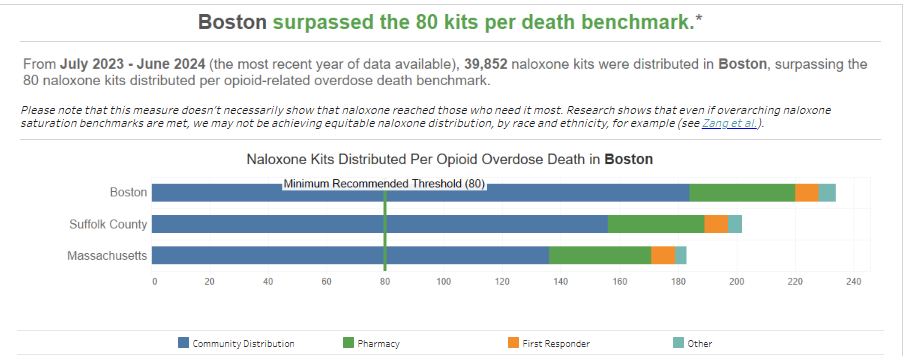 Boston surpassed the 80 kits per death benchmark.*
From July 2023 - June 2024 (the most recent year of data available), 39,852 naloxone kits were distributed in Boston, surpassing the
80 naloxone kits distributed per opioid-related overdose death benchmark.
Please note that this measure doesn't necessarily show that naloxone reached those who need it most. Research shows that even if overarching naloxone
saturation benchmarks are met, we may not be achieving equitable naloxone distribution, by race and ethnicity, for example (see Zang et al.).
Naloxone Kits Distributed Per Opioid Overdose Death in Boston
Minimum Recommended Threshold (80)
Boston
Suffolk County
Massachusetts
0 20 40 60 80 100 120 140 160 180 200 220 240
Community Distribution Pharmacy First Responder Other